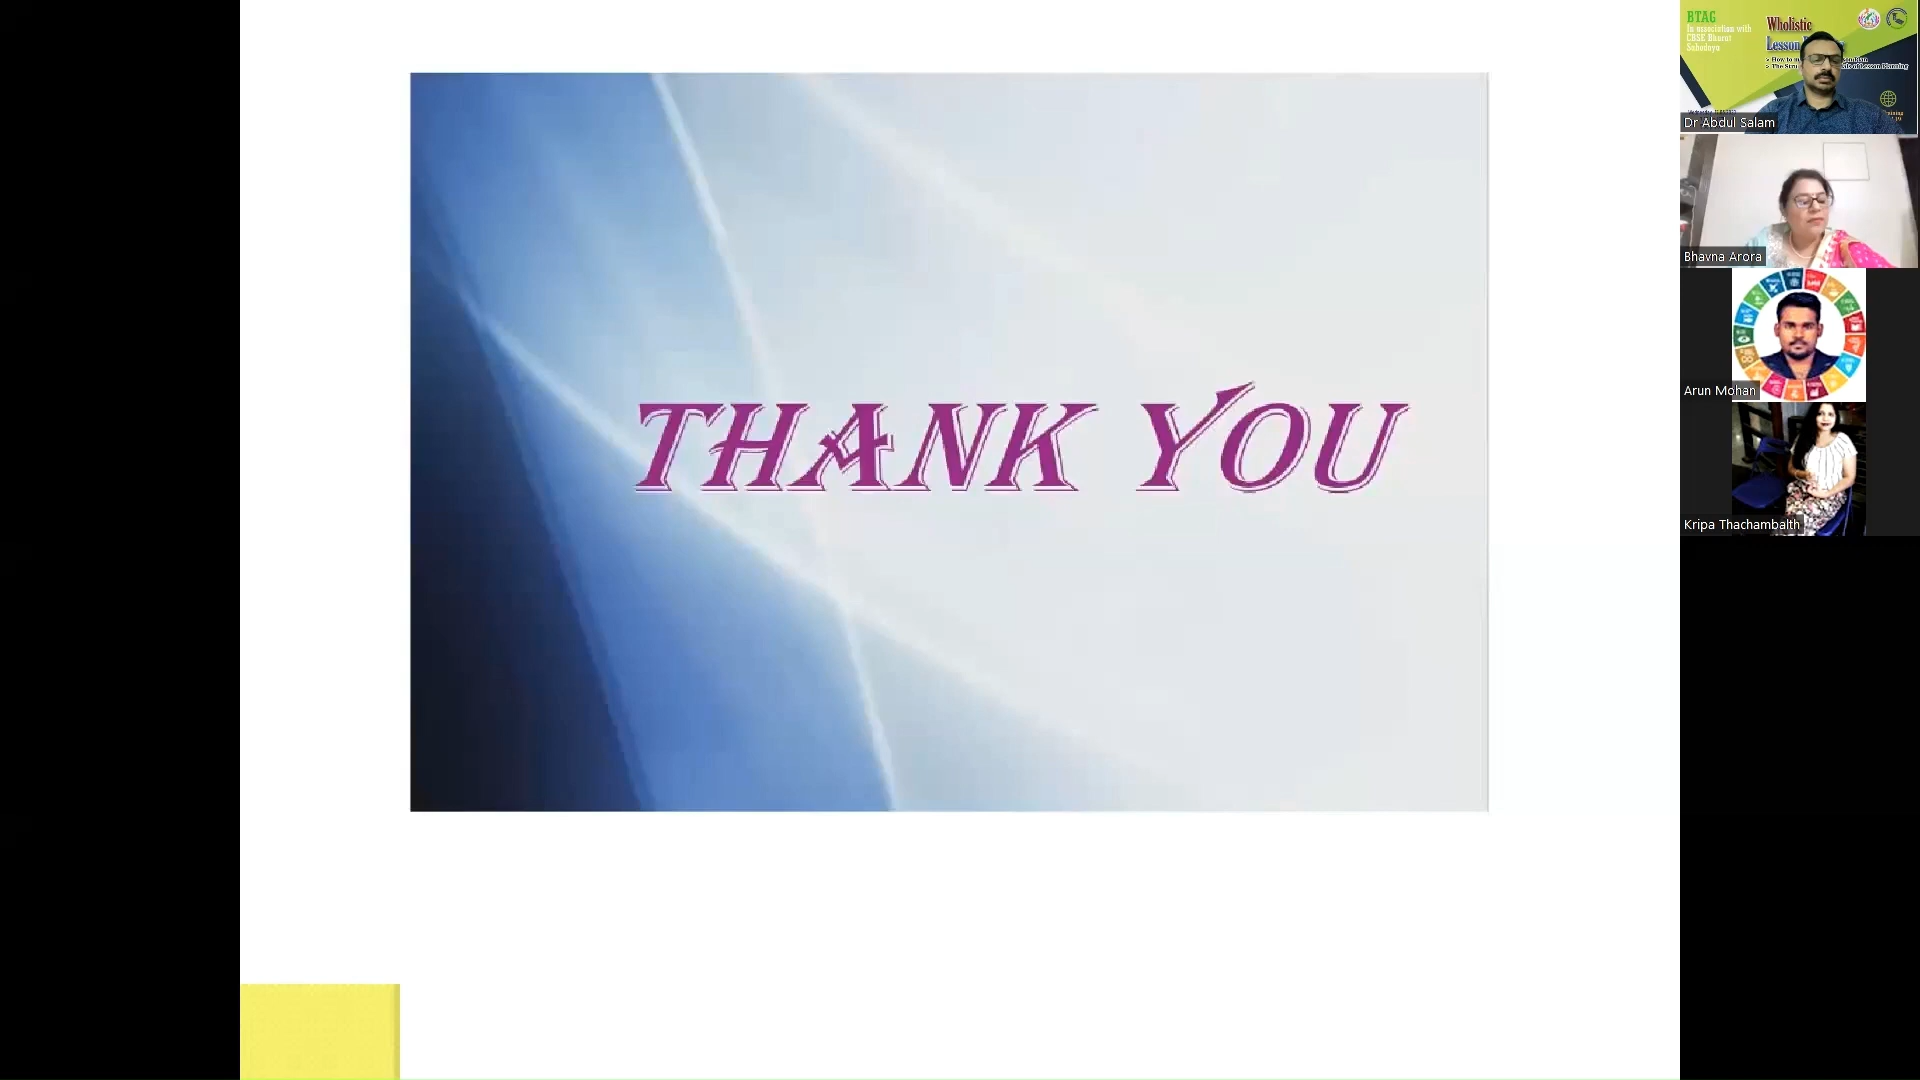 THANK YOU
BTAG
In association with
CBSE Bharat
Sahodaya
Wholistic
Lesson
Dr Abdul Salam
Bhavna Arora
Arun Mohan
Kripa Thachambalth